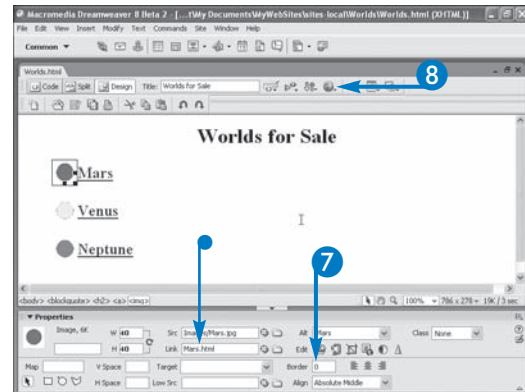 Macromedia Dreamweaver 8 Beta 2 - [...t\My Documents\MyWebSites\sites-local\Worlds\Worlds.html (XHTML)]
File Edit View Insert Modify Text Commands Site Window Help
Common
Worlds.html
Code Split Design Title: Worlds for Sale
8
Worlds for Sale
Mars
Venus
Neptune
7
<body> <blockquote> <h2> <a> <img> 100% 786 x 278 19K / 3 sec
Properties
Image, 6K W 40 Src Images/Mars.jpg Alt Mars Class None
H 40 Link Mars.html Edit
Map V Space Target Border 0
H Space Low Src Align Absolute Middle